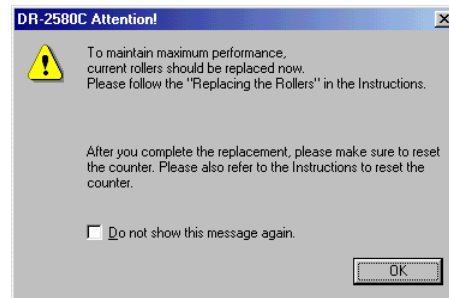 DR-2580C Attention!
To maintain maximum performance,
current rollers should be replaced now.
Please follow the "Replacing the Rollers" in the Instructions.
After you complete the replacement, please make sure to reset
the counter. Please also refer to the Instructions to reset the
counter.
Do not show this message again.
OK